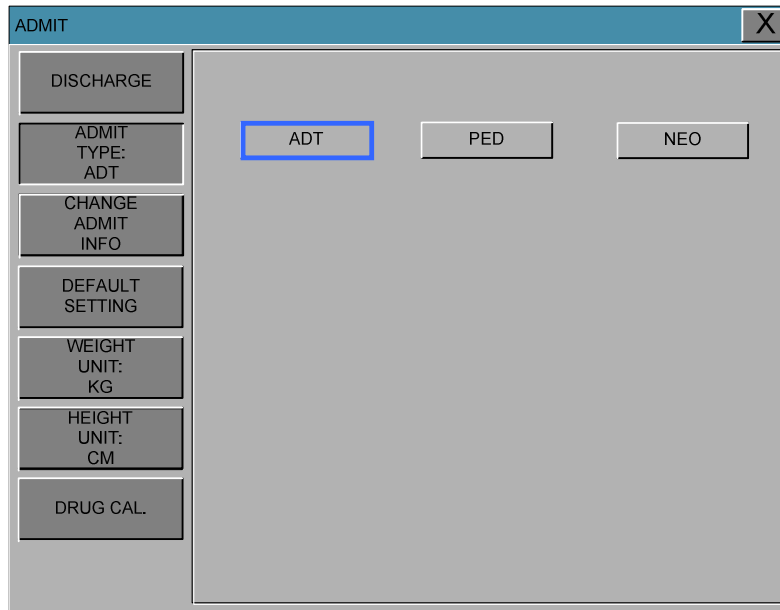 ADMIT
X
DISCHARGE
ADMIT
TYPE:
ADT
CHANGE
ADMIT
INFO
DEFAULT
SETTING
WEIGHT
UNIT:
KG
HEIGHT
UNIT:
CM
DRUG CAL.
ADT PED NEO